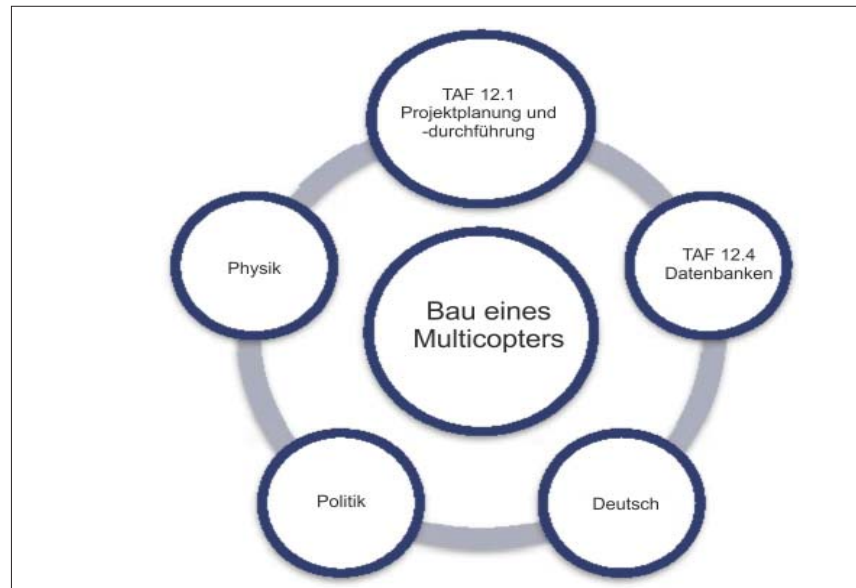 TAF 12.1
Projektplanung und
-durchführung
TAF 12.4
Datenbanken
Physik
Bau eines
Multicopters
Politik
Deutsch